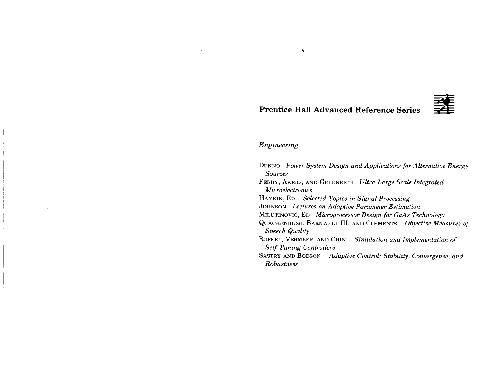 Prentice Hall Advanced Reference Series
Engineering
Power System Design and Applications for Alternative Energy
Sources
FERRY, AKERS, AND GREENEICH Ultra Large Scale Integrated
Microelectronics
HAYKIN, ED. Selected Topics in Signal Processing
JOHNSON Lectures on Adaptive Parameter Estimation
MILUTINOVIC, ED. Microprocessor Design for GaAs Technology
QUACKENBUSH, BARNWELL III, AND CLEMENTS Objective Measures of
Speech Quality
ROFFEL, VERMEER, AND CHIN Simulation and Implementation of
Self-Tuning Controllers
SASTRY AND BODSON Adaptive Control: Stability, Convergence, and
Robustness